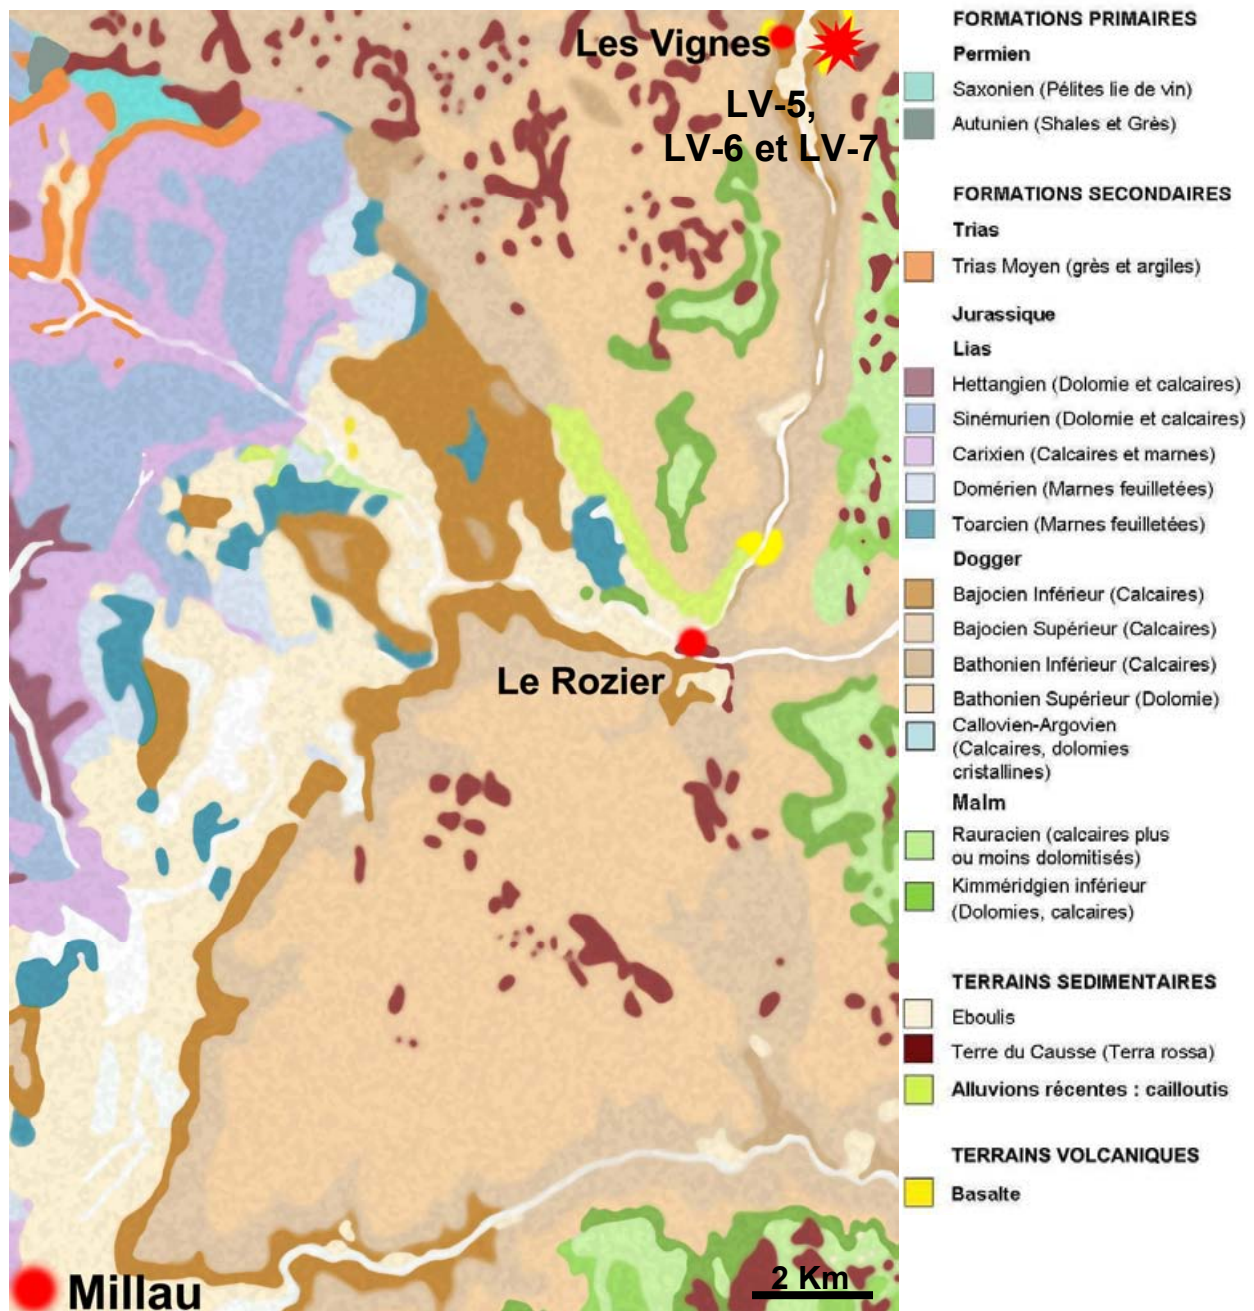 Les Vignes
LV-5,
LV-6 et LV-7
Le Rozier
Millau
2 Km
FORMATIONS PRIMAIRES
Permien
Saxonien (Pélites lie de vin)
Autunien (Shales et Grès)
FORMATIONS SECONDAIRES
Trias
Trias Moyen (grès et argiles)
Jurassique
Lias
Hettangien (Dolomie et calcaires)
Sinémurien (Dolomie et calcaires)
Carixien (Calcaires et marnes)
Domérien (Marnes feuilletées)
Toarcien (Marnes feuilletées)
Dogger
Bajocien Inférieur (Calcaires)
Bajocien Supérieur (Calcaires)
Bathonien Inférieur (Calcaires)
Bathonien Supérieur (Dolomie)
Callovien-Argovien
(Calcaires, dolomies
cristallines)
Malm
Rauracien (calcaires plus
ou moins dolomitisés)
Kimméridgien inférieur
(Dolomies, calcaires)
TERRAINS SEDIMENTAIRES
Eboulis
Terre du Causse (Terra rossa)
Alluvions récentes : cailloutis
TERRAINS VOLCANIQUES
Basalte